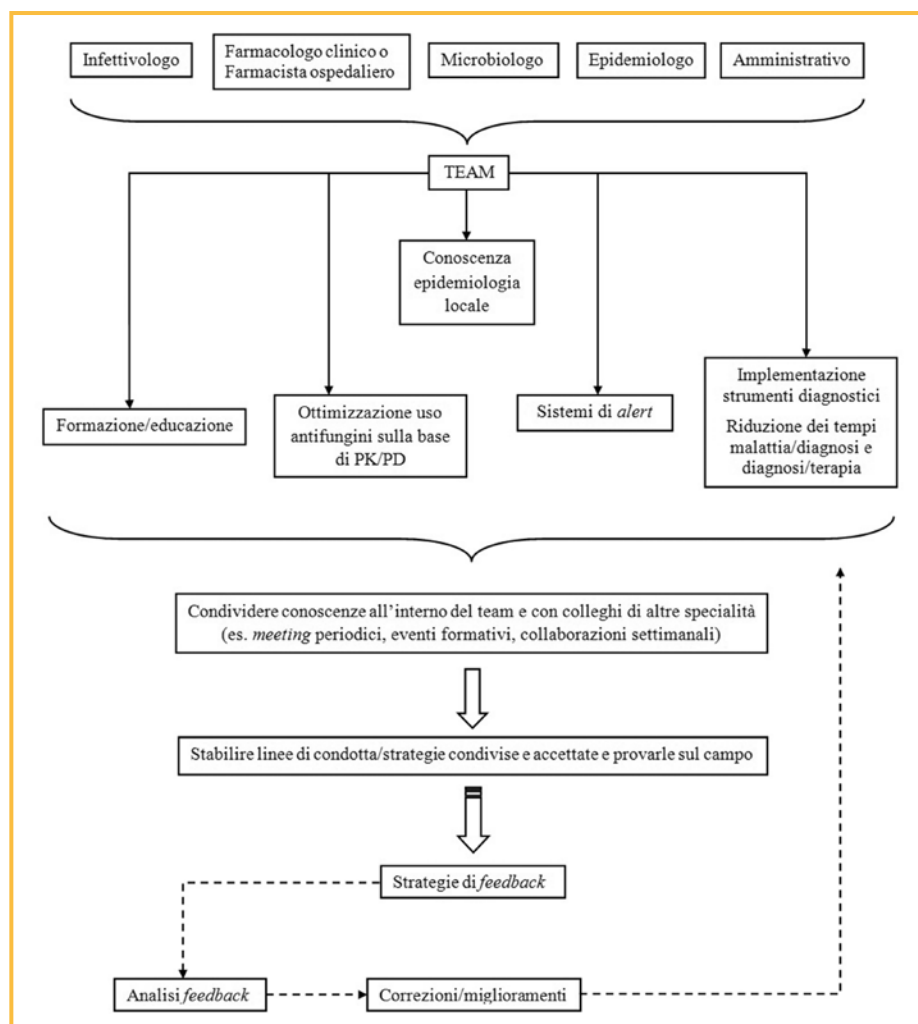 Infettivologo
Farmacologo clinico o
Farmacista ospedaliero
Microbiologo
Epidemiologo
Amministrativo
TEAM
Conoscenza
epidemiologia
locale
Formazione/educazione
Ottimizzazione uso
antifungini sulla base
di PK/PD
Sistemi di alert
Implementazione
strumenti diagnostici
Riduzione dei tempi
malattia/diagnosi e
diagnosi/terapia
Condividere conoscenze all’interno del team e con colleghi di altre specialità
(es. meeting periodici, eventi formativi, collaborazioni settimanali)
Stabilire linee di condotta/strategie condivise e accettate e provarle sul campo
Strategie di feedback
Analisi feedback
Correzioni/miglioramenti